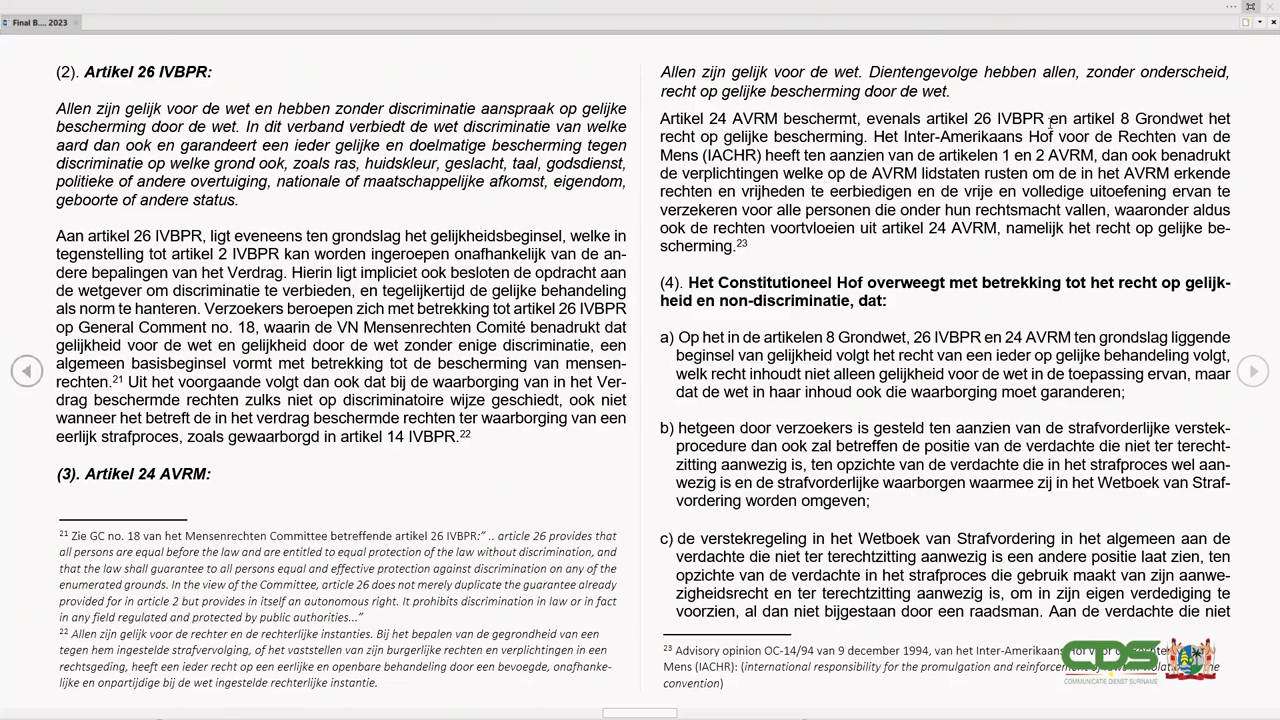 Final B.... 2023
(2). Artikel 26 IVBPR:
Allen zijn gelijk voor de wet en hebben zonder discriminatie aanspraak op gelijke
bescherming door de wet. In dit verband verbiedt de wet discriminatie van welke
aard dan ook en garandeert een ieder gelijke en doelmatige bescherming tegen
discriminatie op welke grond ook, zoals ras, huidskleur, geslacht, taal, godsdienst,
politieke of andere overtuiging, nationale of maatschappelijke afkomst, eigendom,
geboorte of andere status.
Aan artikel 26 IVBPR, ligt eveneens ten grondslag het gelijkheidsbeginsel, welke in
tegenstelling tot artikel 2 IVBPR kan worden ingeroepen onafhankelijk van de an-
dere bepalingen van het Verdrag. Hierin ligt impliciet ook besloten de opdracht aan
de wetgever om discriminatie te verbieden, en tegelijkertijd de gelijke behandeling
als norm te hanteren. Verzoekers beroepen zich met betrekking tot artikel 26 IVBPR
op General Comment no. 18, waarin de VN Mensenrechten Comité benadrukt dat
gelijkheid voor de wet en gelijkheid door de wet zonder enige discriminatie, een
algemeen basisbeginsel vormt met betrekking tot de bescherming van mensen-
rechten.21 Uit het voorgaande volgt dan ook dat bij de waarborging van in het Ver-
drag beschermde rechten zulks niet op discriminatoire wijze geschiedt, ook niet
wanneer het betreft de in het verdrag beschermde rechten ter waarborging van een
eerlijk strafproces, zoals gewaarborgd in artikel 14 IVBPR.22
(3). Artikel 24 AVRM:
21 Zie GC no. 18 van het Mensenrechten Committee betreffende artikel 26 IVBPR:” .. article 26 provides that
all persons are equal before the law and are entitled to equal protection of the law without discrimination, and
that the law shall guarantee to all persons equal and effective protection against discrimination on any of the
enumerated grounds. In the view of the Committee, article 26 does not merely duplicate the guarantee already
provided for in article 2 but provides in itself an autonomous right. It prohibits discrimination in law or in fact
in any field regulated and protected by public authorities...”
22 Allen zijn gelijk voor de rechter en de rechterlijke instanties. Bij het bepalen van de gegrondheid van een
tegen hem ingestelde strafvervolging, of het vaststellen van zijn burgerlijke rechten en verplichtingen in een
rechtsgeding, heeft een ieder recht op een eerlijke en openbare behandeling door een bevoegde, onafhanke-
lijke en onpartijdige bij de wet ingestelde rechterlijke instantie.
Allen zijn gelijk voor de wet. Dientengevolge hebben allen, zonder onderscheid,
recht op gelijke bescherming door de wet.
Artikel 24 AVRM beschermt, evenals artikel 26 IVBPR en artikel 8 Grondwet het
recht op gelijke bescherming. Het Inter-Amerikaans Hof voor de Rechten van de
Mens (IACHR) heeft ten aanzien van de artikelen 1 en 2 AVRM, dan ook benadrukt
de verplichtingen welke op de AVRM lidstaten rusten om de in het AVRM erkende
rechten en vrijheden te eerbiedigen en de vrije en volledige uitoefening ervan te
verzekeren voor alle personen die onder hun rechtsmacht vallen, waaronder aldus
ook de rechten voortvloeien uit artikel 24 AVRM, namelijk het recht op gelijke be-
scherming.23
(4). Het Constitutioneel Hof overweegt met betrekking tot het recht op gelijk-
heid en non-discriminatie, dat:
a) Op het in de artikelen 8 Grondwet, 26 IVBPR en 24 AVRM ten grondslag liggende
beginsel van gelijkheid volgt het recht van een ieder op gelijke behandeling volgt,
welk recht inhoudt niet alleen gelijkheid voor de wet in de toepassing ervan, maar
dat de wet in haar inhoud ook die waarborging moet garanderen;
b) hetgeen door verzoekers is gesteld ten aanzien van de strafvorderlijke verstek-
procedure dan ook zal betreffen de positie van de verdachte die niet ter terecht-
zitting aanwezig is, ten opzichte van de verdachte die in het strafproces wel aan-
wezig is en de strafvorderlijke waarborgen waarmee zij in het Wetboek van Straf-
vordering worden omgeven;
c) de verstekregeling in het Wetboek van Strafvordering in het algemeen aan de
verdachte die niet ter terechtzitting aanwezig is een andere positie laat zien, ten
opzichte van de verdachte in het strafproces die gebruik maakt van zijn aanwe-
zigheidsrecht en ter terechtzitting aanwezig is, om in zijn eigen verdediging te
voorzien, al dan niet bijgestaan door een raadsman. Aan de verdachte die niet
23 Advisory opinion OC-14/94 van 9 december 1994, van het Inter-Amerikaans Hof voor de
Mens (IACHR): (international responsibility for the promulgation and reinforcement of
convention)
CDS
COMMUNICATIE DIENST SURINAME